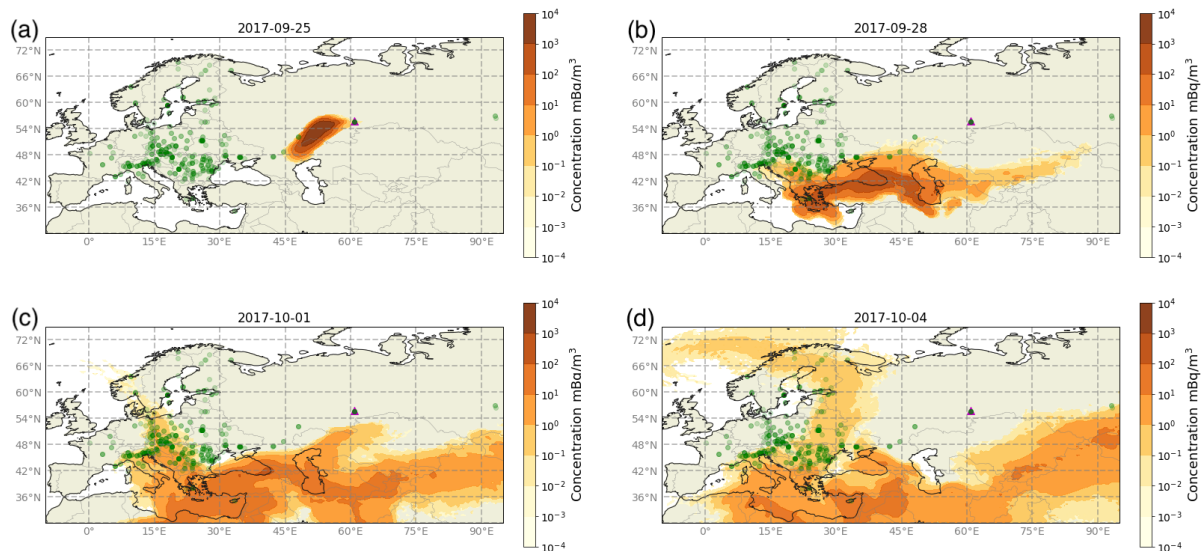 (a)
2017-09-25
72°N
66°N
60°N
54°N
48°N
42°N
36°N
0°
15°E
30°E
45°E
60°E
75°E
90°E
10⁴
10³
10²
10¹
10⁰
10⁻¹
10⁻²
10⁻³
10⁻⁴
Concentration mBq/m³
(b)
2017-09-28
72°N
66°N
60°N
54°N
48°N
42°N
36°N
0°
15°E
30°E
45°E
60°E
75°E
90°E
10⁴
10³
10²
10¹
10⁰
10⁻¹
10⁻²
10⁻³
10⁻⁴
Concentration mBq/m³
(c)
2017-10-01
72°N
66°N
60°N
54°N
48°N
42°N
36°N
0°
15°E
30°E
45°E
60°E
75°E
90°E
10⁴
10³
10²
10¹
10⁰
10⁻¹
10⁻²
10⁻³
10⁻⁴
Concentration mBq/m³
(d)
2017-10-04
72°N
66°N
60°N
54°N
48°N
42°N
36°N
0°
15°E
30°E
45°E
60°E
75°E
90°E
10⁴
10³
10²
10¹
10⁰
10⁻¹
10⁻²
10⁻³
10⁻⁴
Concentration mBq/m³